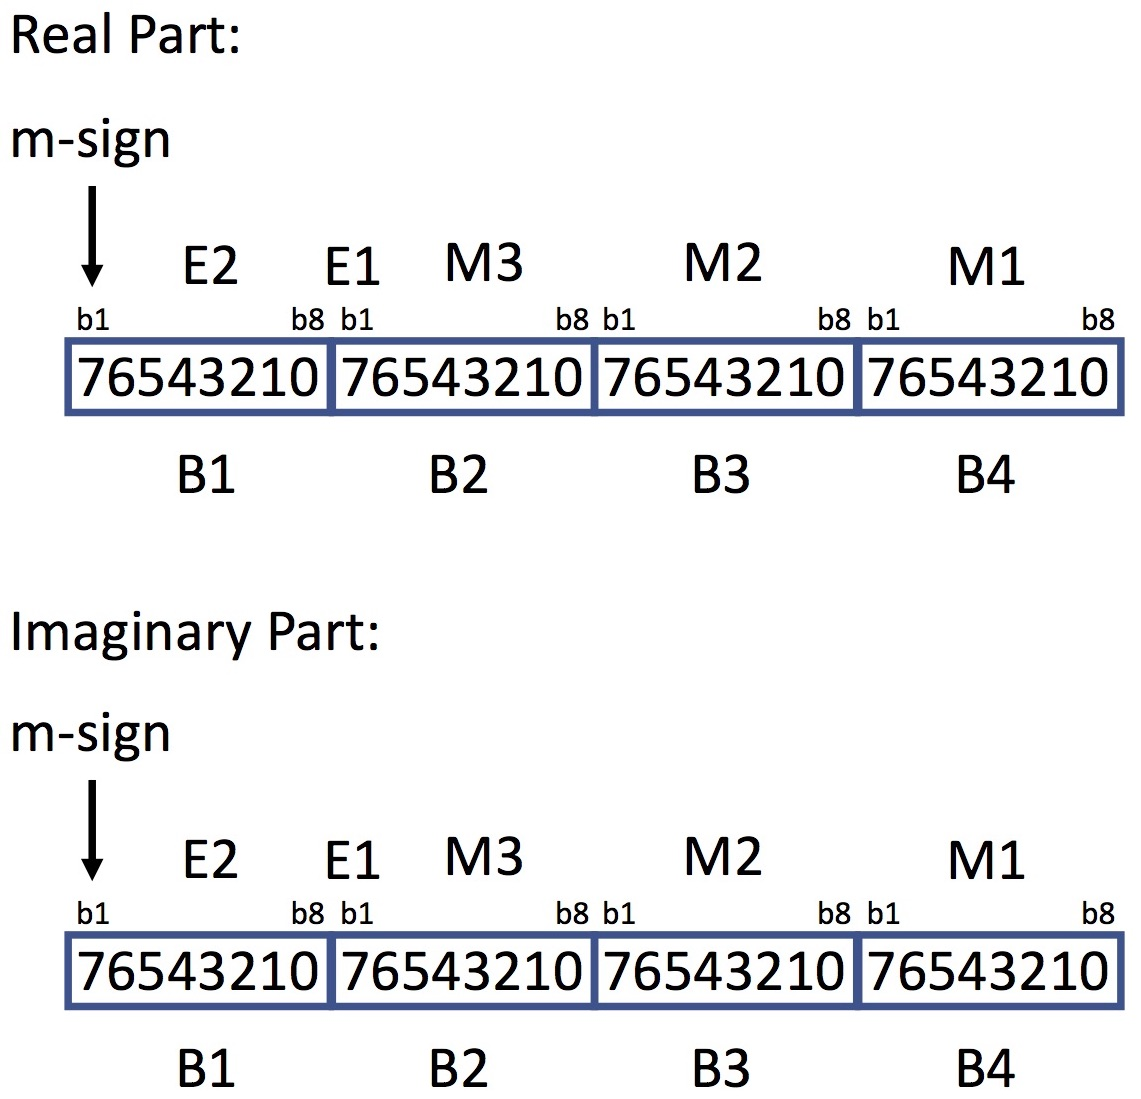 Real Part:
m-sign
E2 E1 M3 M2 M1
b1 b8 b1 b8 b1 b8 b1 b8
76543210 76543210 76543210 76543210
B1 B2 B3 B4
Imaginary Part:
m-sign
E2 E1 M3 M2 M1
b1 b8 b1 b8 b1 b8 b1 b8
76543210 76543210 76543210 76543210
B1 B2 B3 B4